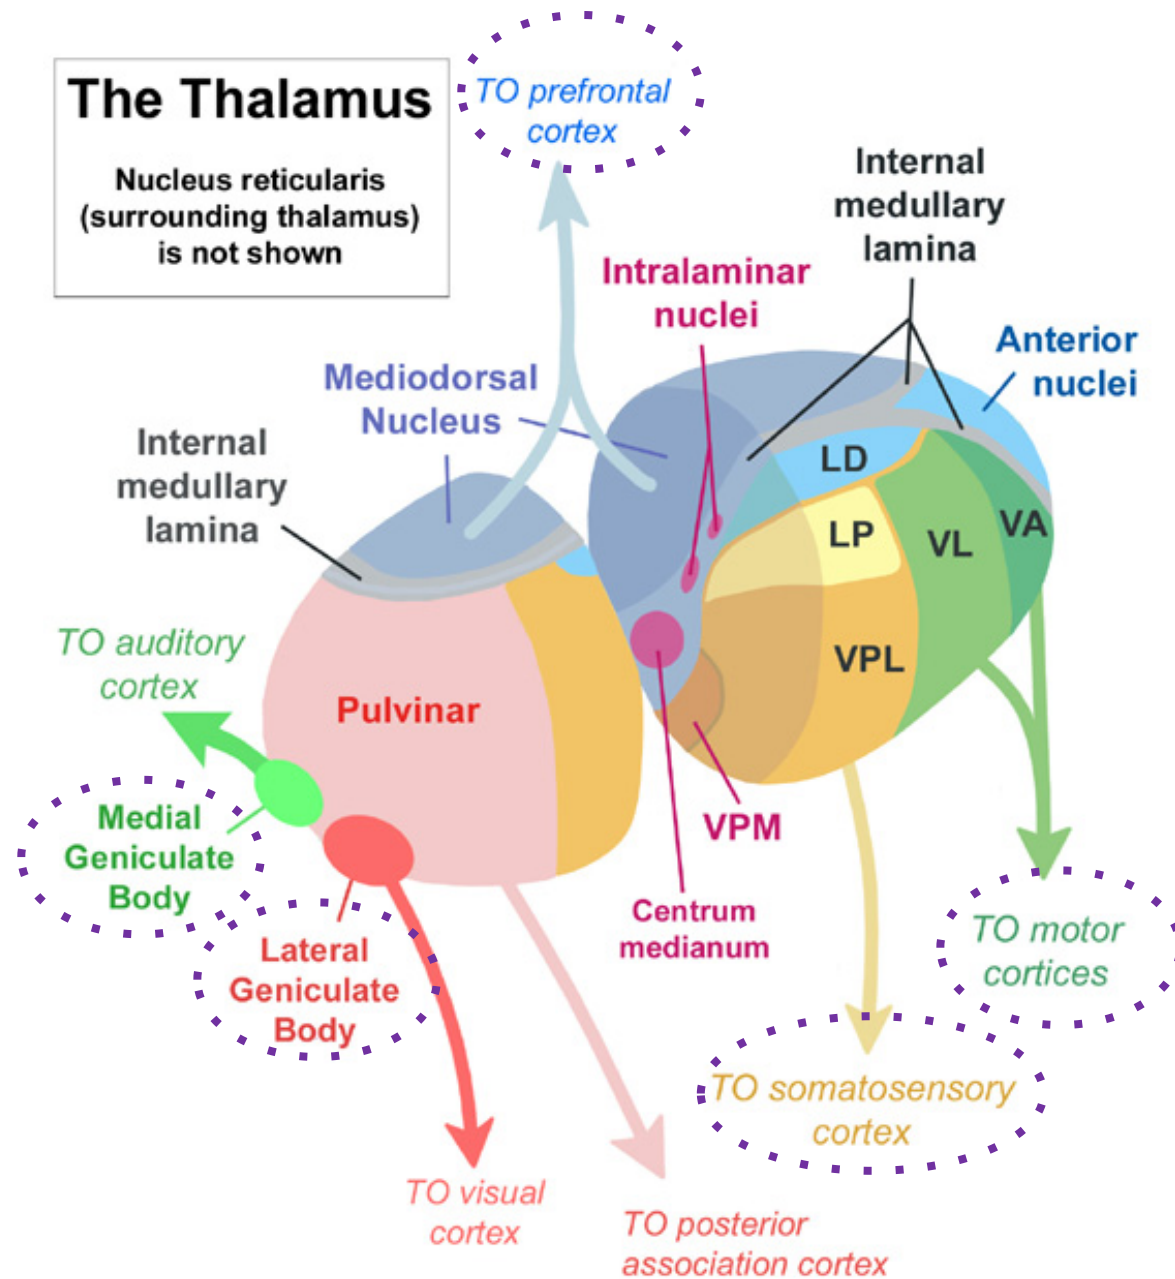 The Thalamus
Nucleus reticularis
(surrounding thalamus)
is not shown
TO prefrontal
cortex
Internal
medullary
lamina
Intralaminar
nuclei
Anterior
nuclei
Mediodorsal
Nucleus
Internal
medullary
lamina
LD
LP
VL
VA
VPL
TO auditory
cortex
Pulvinar
Medial
Geniculate
Body
VPM
Lateral
Geniculate
Body
Centrum
medianum
TO motor
cortices
TO somatosensory
cortex
TO visual
cortex
TO posterior
association cortex